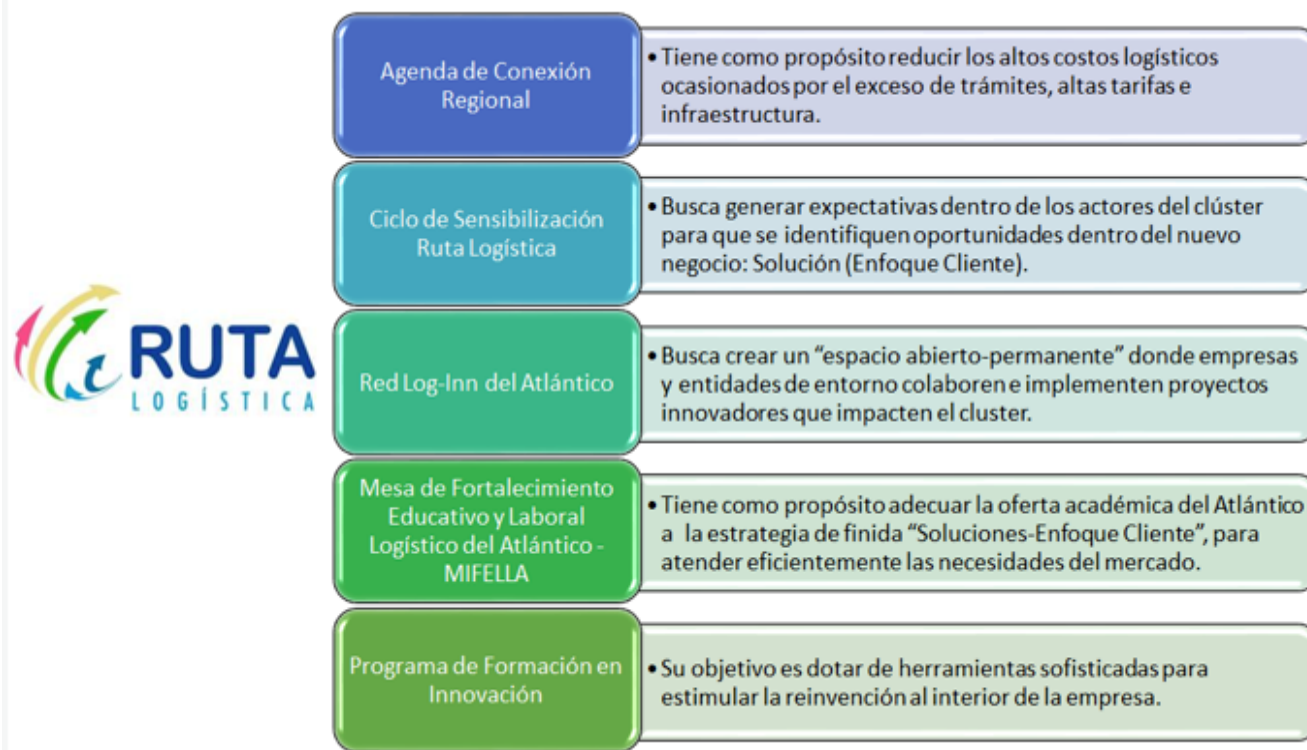 RUTA
LOGÍSTICA
Agenda de Conexión
Regional
• Tiene como propósito reducir los altos costos logísticos
ocasionados por el exceso de trámites, altas tarifas e
infraestructura.
Ciclo de Sensibilización
Ruta Logística
• Busca generar expectativas dentro de los actores del clúster
para que se identifiquen oportunidades dentro del nuevo
negocio: Solución (Enfoque Cliente).
Red Log-Inn del Atlántico
• Busca crear un “espacio abierto-permanente” donde empresas
y entidades de entorno colaboren e implementen proyectos
innovadores que impacten el cluster.
Mesa de Fortalecimiento
Educativo y Laboral
Logístico del Atlántico -
MIFELLA
• Tiene como propósito adecuar la oferta académica del Atlántico
a la estrategia de finida “Soluciones-Enfoque Cliente”, para
atender eficientemente las necesidades del mercado.
Programa de Formación en
Innovación
• Su objetivo es dotar de herramientas sofisticadas para
estimular la reinvención al interior de la empresa.